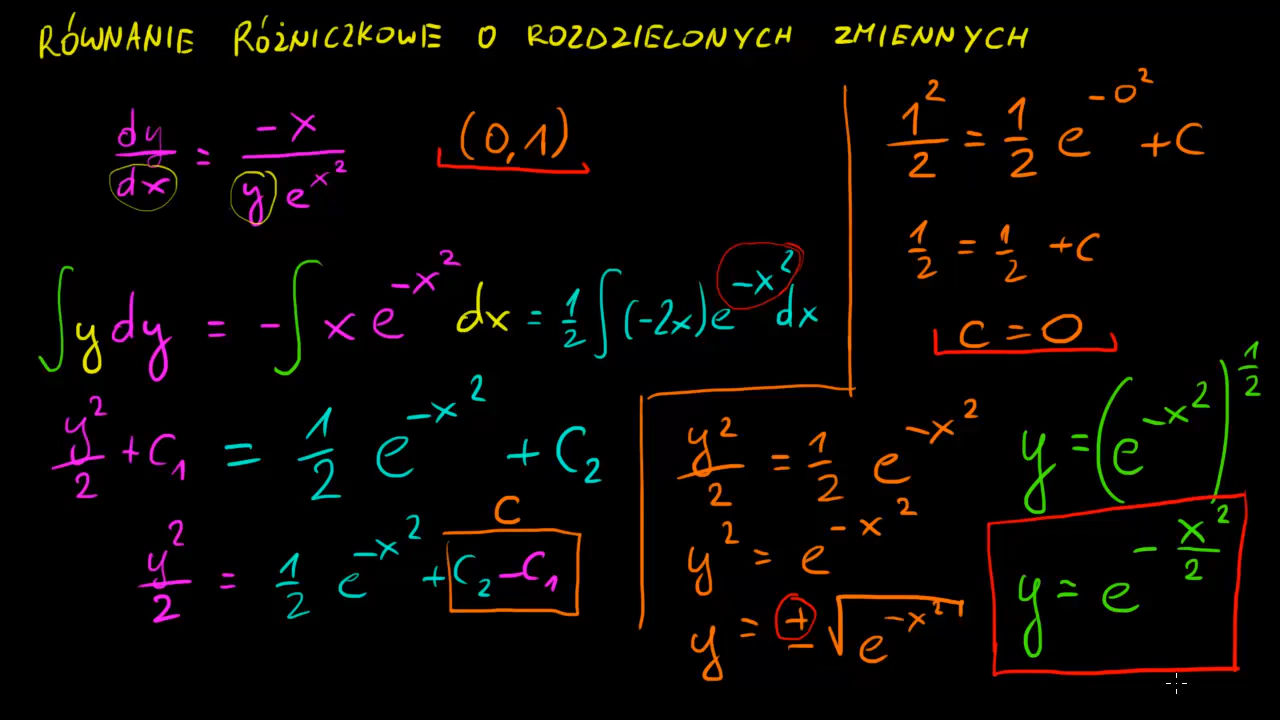 RÓWNANIE RÓŻNICZKOWE O ROZDZIELONYCH ZMIENNYCH
dy/dx = -x/(y e^(x^2)) (0,1)
∫ y dy = -∫ x e^(-x^2) dx = 1/2 ∫ (-2x) e^(-x^2) dx
y^2/2 + C_1 = 1/2 e^(-x^2) + C_2
C
y^2/2 = 1/2 e^(-x^2) + C_2 - C_1
1^2/2 = 1/2 e^(-0^2) + C
1/2 = 1/2 + C
C = 0
y^2/2 = 1/2 e^(-x^2)
y^2 = e^(-x^2)
y = ± √(e^(-x^2))
y = (e^(-x^2))^(1/2)
y = e^(-x^2/2)